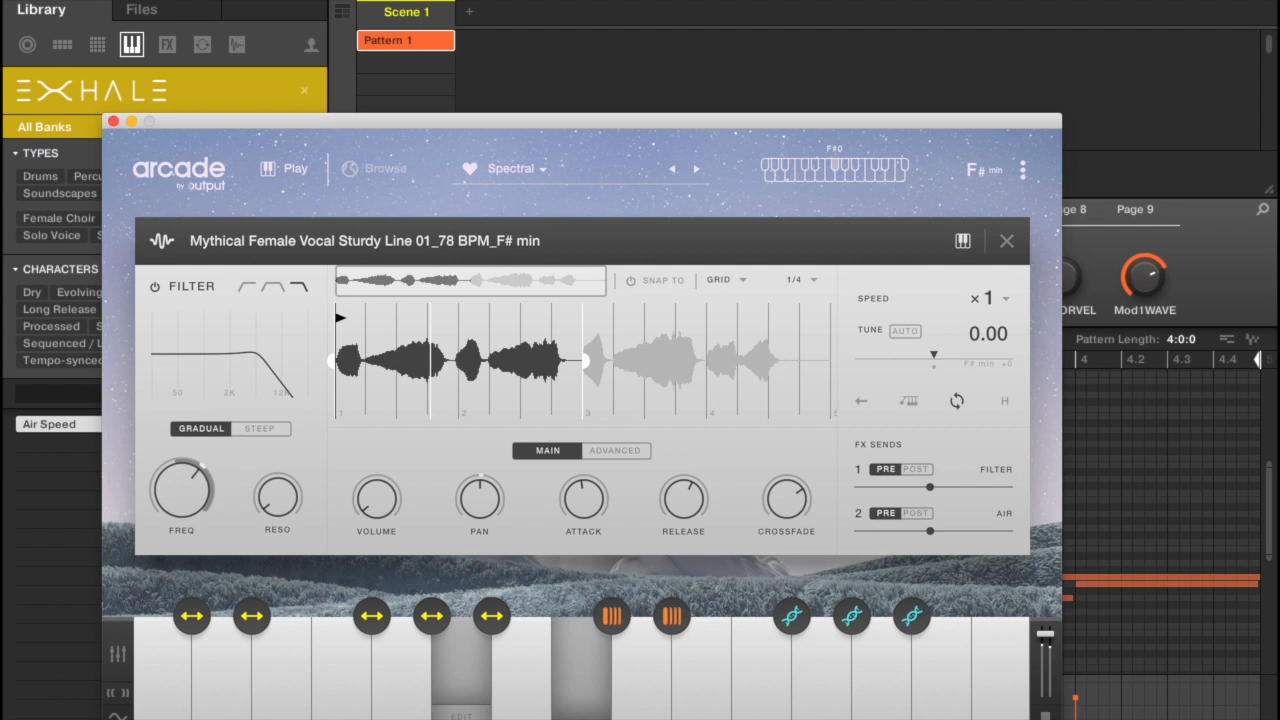 Library
Files
Scene 1
+
Pattern 1
FX
EXHALE
×
All Banks
TYPES
Drums
Percu
Soundscapes
Female Choir
Solo Voice
S
CHARACTERS
Dry
Evolving
Long Release
Processed
S
Sequenced / L
Tempo-synced
Air Speed
arcade
by output
Play
Browse
Spectral
F#0
F# min
Mythical Female Vocal Sturdy Line 01_78 BPM_F# min
FILTER
50
2K
12K
GRADUAL
STEEP
FREQ
RESO
SNAP TO
GRID
1/4
1
2
3
4
5
MAIN
ADVANCED
VOLUME
PAN
ATTACK
RELEASE
CROSSFADE
SPEED
× 1
TUNE
AUTO
0.00
F# min +0
H
FX SENDS
1
PRE
POST
FILTER
2
PRE
POST
AIR
EDIT
ge 8
Page 9
RVEL
Mod1WAVE
Pattern Length:
4:0:0
4
4.2
4.3
4.4
5